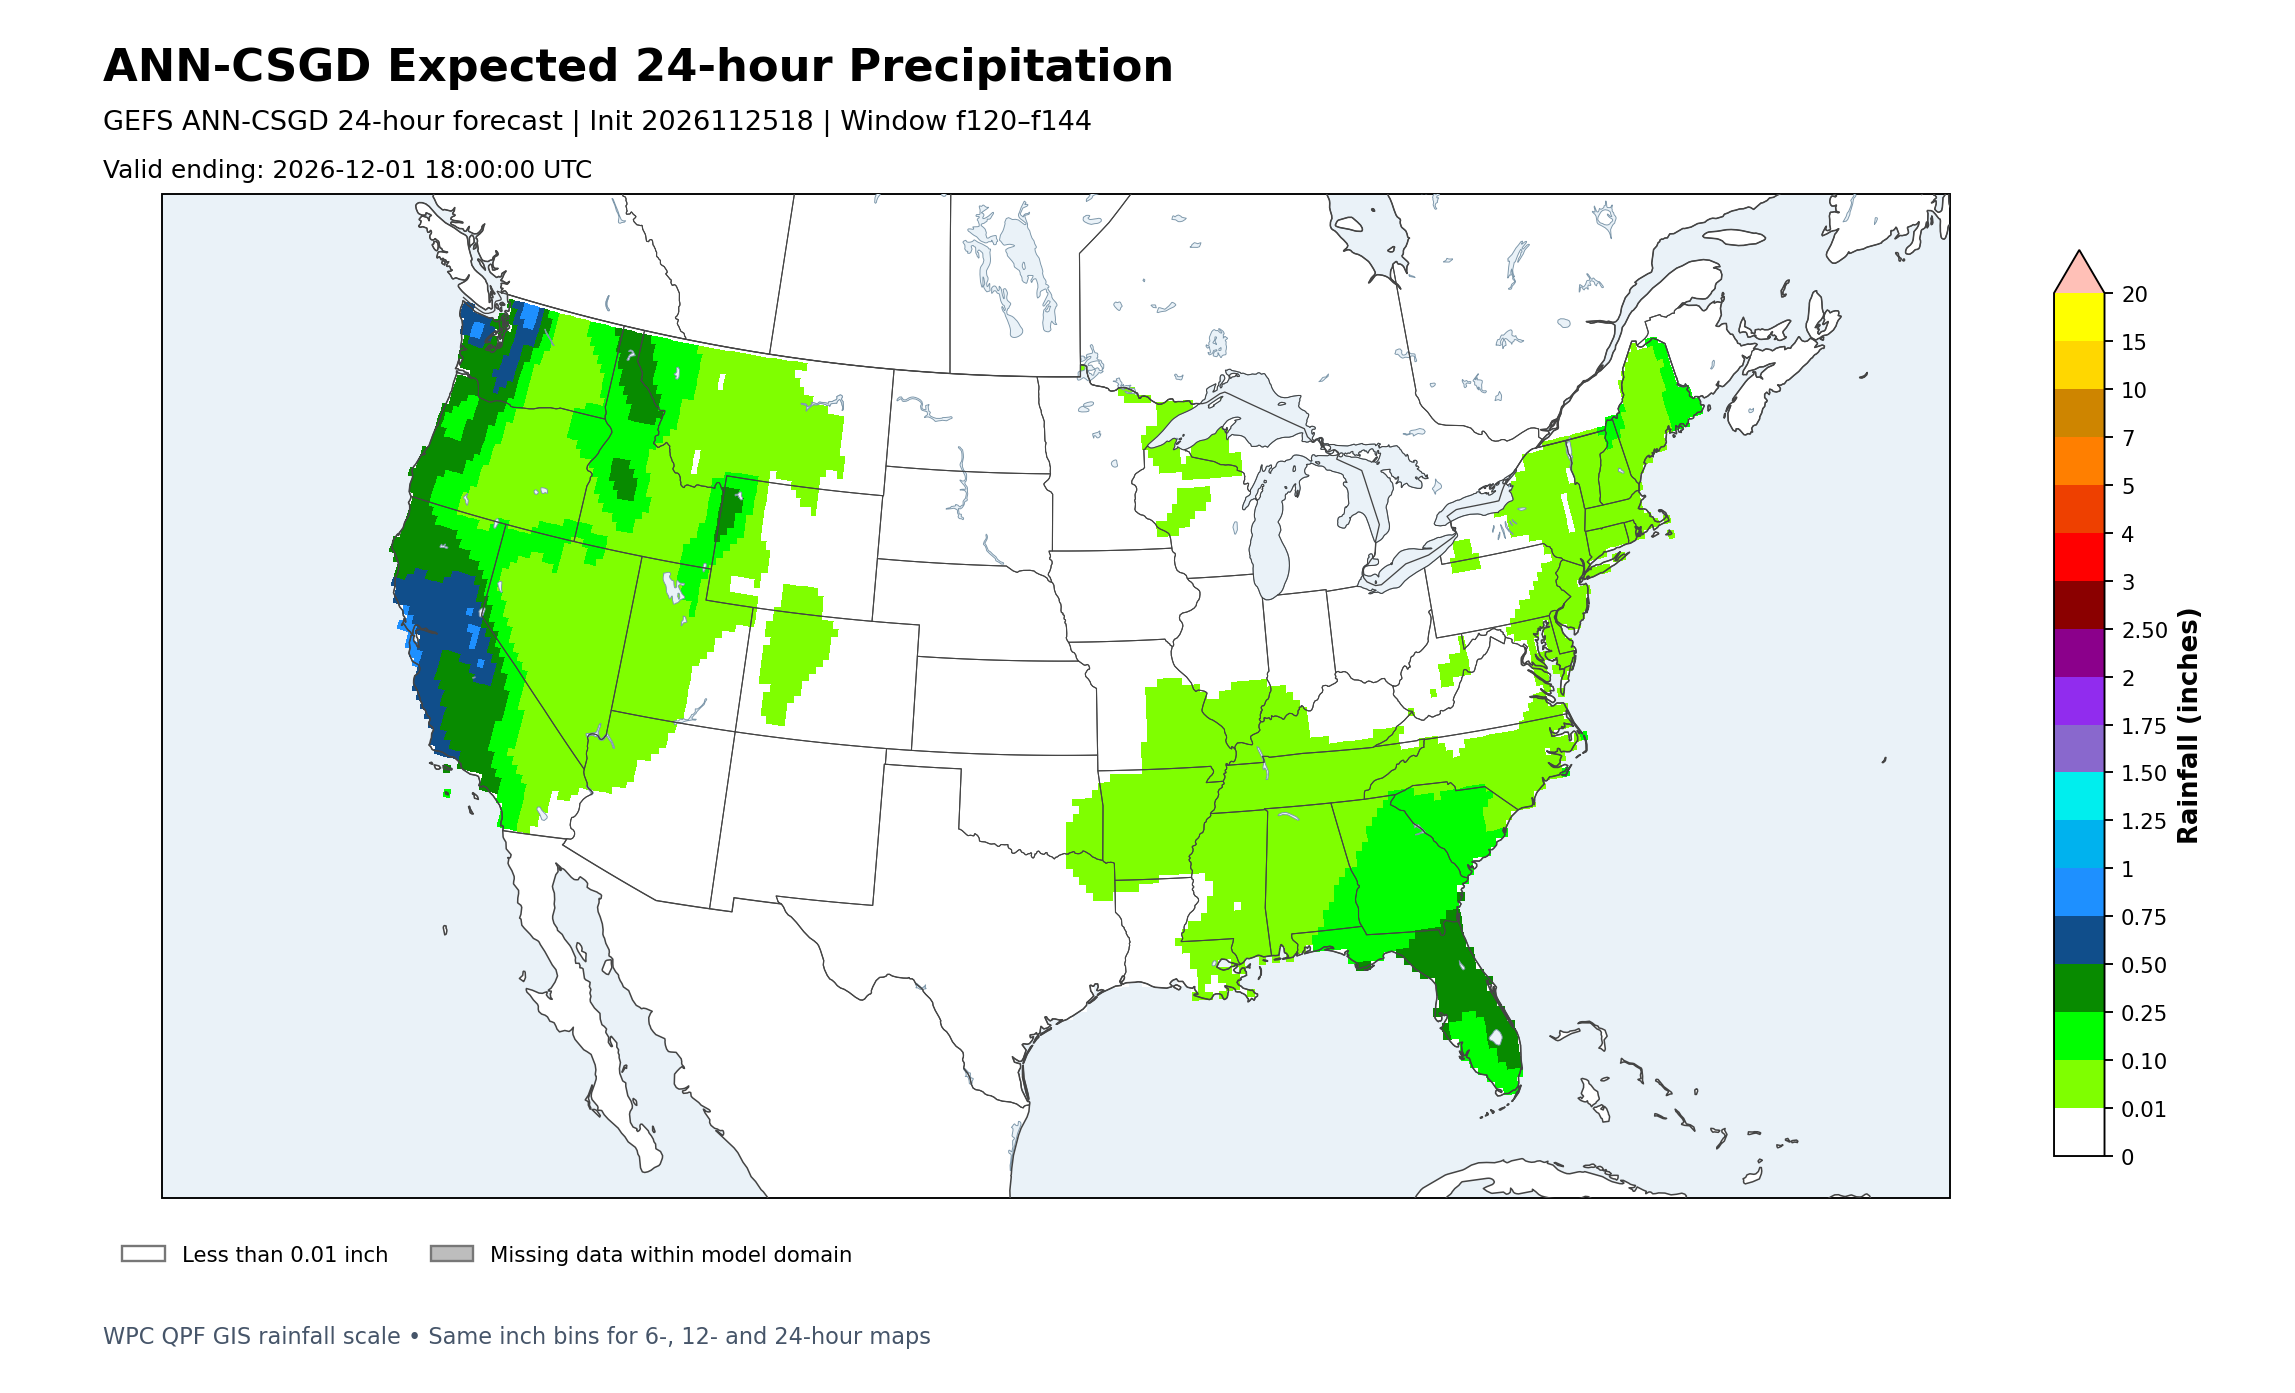 ANN-CSGD Expected 24-hour Precipitation
GEFS ANN-CSGD 24-hour forecast | Init 2026112518 | Window f120–f144
Valid ending: 2026-12-01 18:00:00 UTC
20
15
10
7
5
4
3
2.50
2
1.75
1.50
1.25
1
0.75
0.50
0.25
0.10
0.01
0
Rainfall (inches)
Less than 0.01 inch
Missing data within model domain
WPC QPF GIS rainfall scale • Same inch bins for 6-, 12- and 24-hour maps